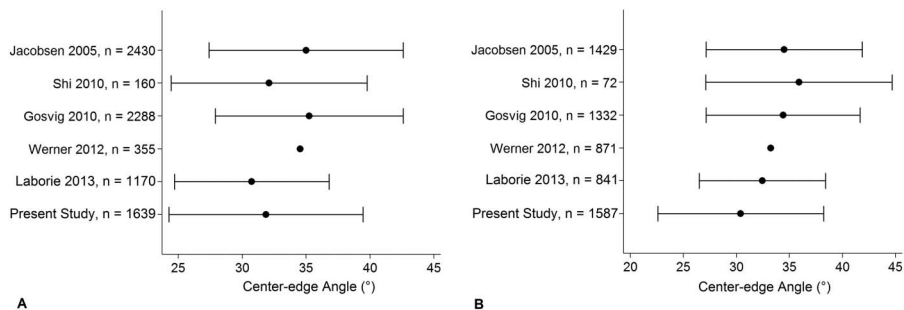 Jacobsen 2005, n = 2430
Shi 2010, n = 160
Gosvig 2010, n = 2288
Werner 2012, n = 355
Laborie 2013, n = 1170
Present Study, n = 1639
25 30 35 40 45
Center-edge Angle (°)
A
Jacobsen 2005, n = 1429
Shi 2010, n = 72
Gosvig 2010, n = 1332
Werner 2012, n = 871
Laborie 2013, n = 841
Present Study, n = 1587
20 25 30 35 40 45
Center-edge Angle (°)
B